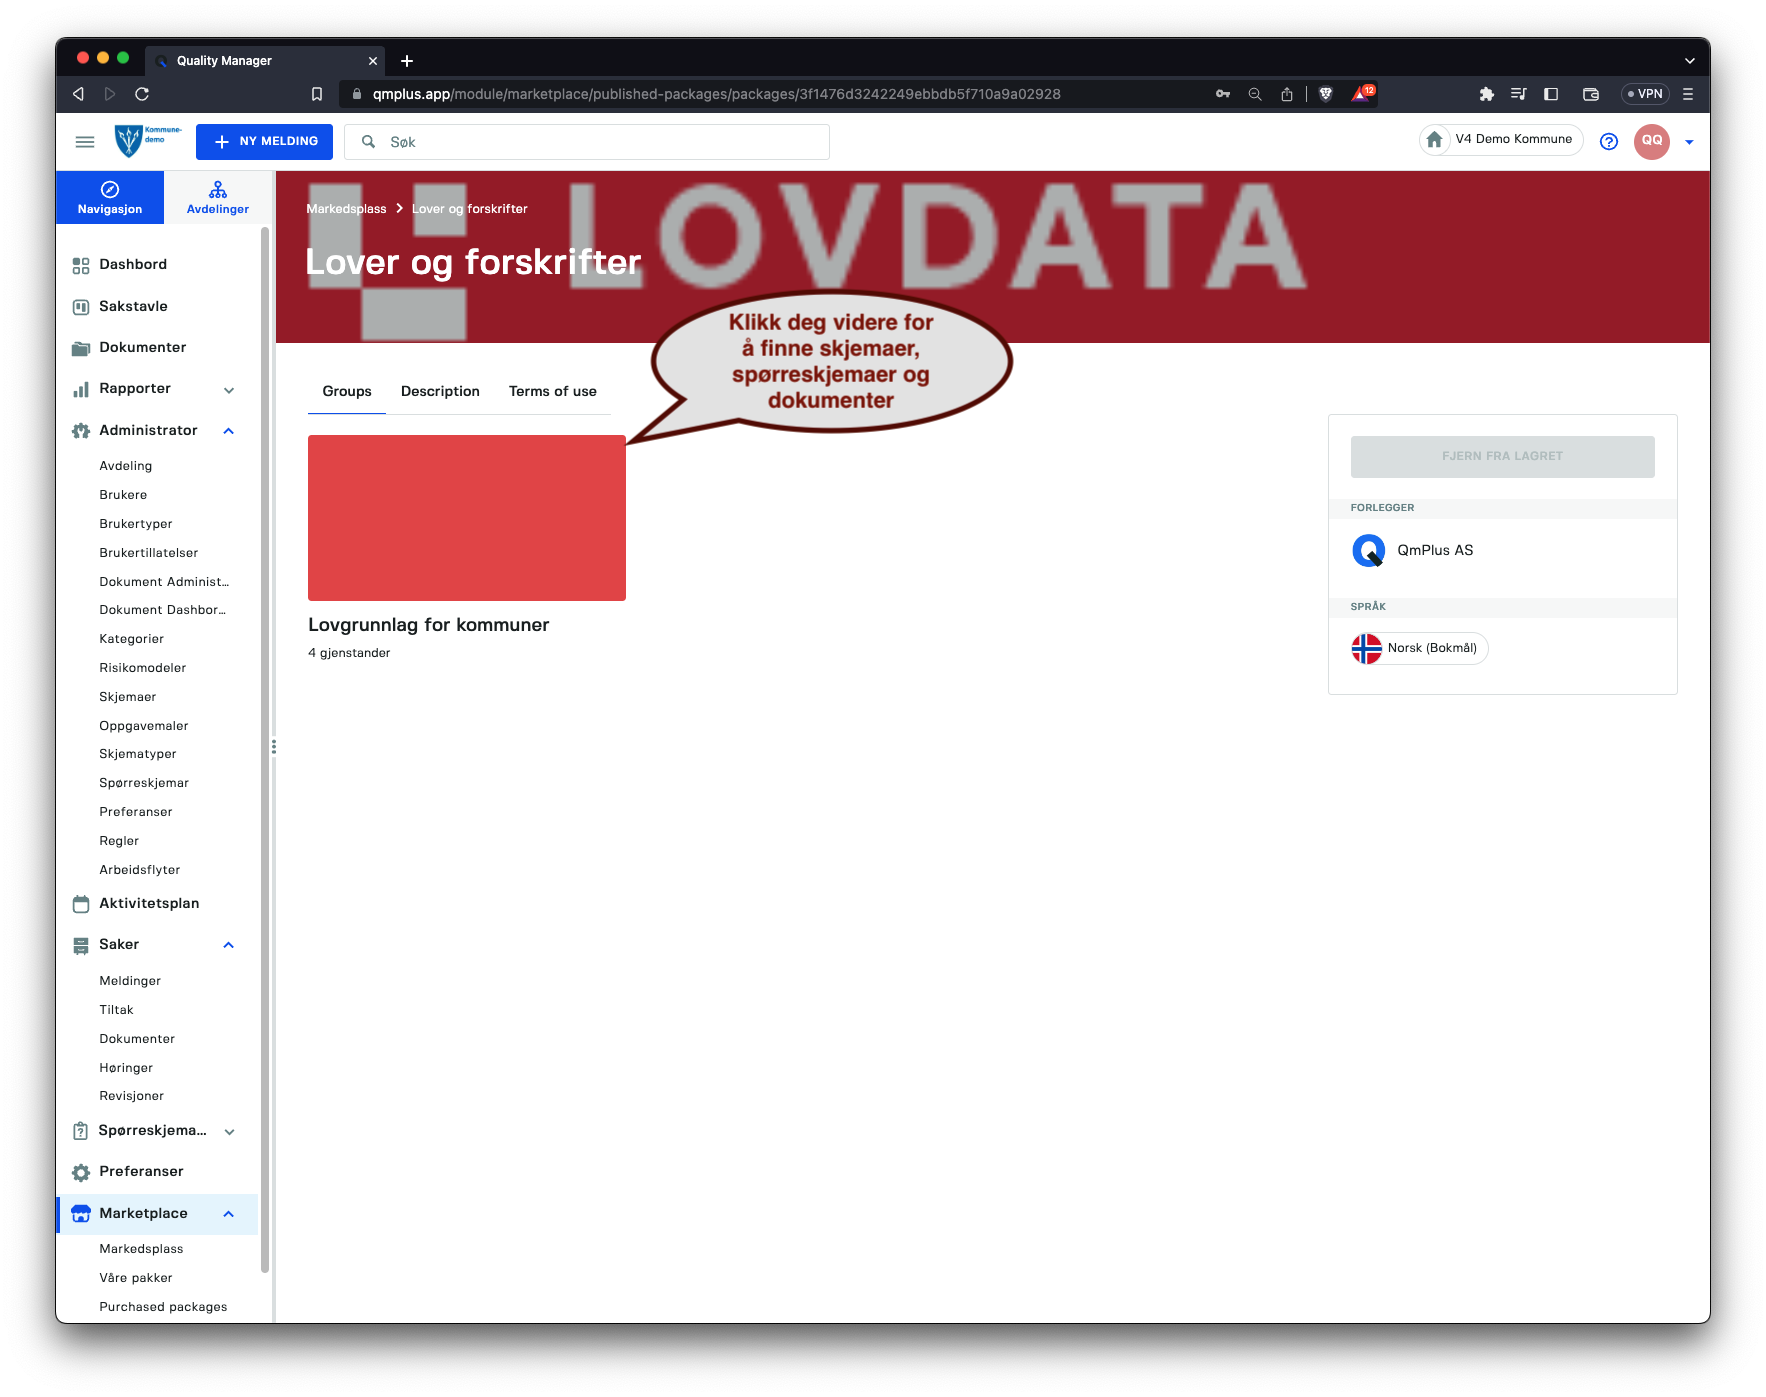 Quality Manager
qmplus.app/module/marketplace/published-packages/packages/3f1476d3242249ebbdb5f710a9a02928
12
VPN
Kommune-
demo
NY MELDING
Søk
V4 Demo Kommune
QQ
Navigasjon
Avdelinger
Dashbord
Sakstavle
Dokumenter
Rapporter
Administrator
Avdeling
Brukere
Brukertyper
Brukertillatelser
Dokument Administ...
Dokument Dashbor...
Kategorier
Risikomodeler
Skjemaer
Oppgavemaler
Skjematyper
Spørreskjemar
Preferanser
Regler
Arbeidsflyter
Aktivitetsplan
Saker
Meldinger
Tiltak
Dokumenter
Høringer
Revisjoner
Spørreskjema...
Preferanser
Marketplace
Markedsplass
Våre pakker
Purchased packages
LOVDATA
Markedsplass > Lover og forskrifter
Lover og forskrifter
Klikk deg videre for
å finne skjemaer,
spørreskjemaer og
dokumenter
Groups
Description
Terms of use
Lovgrunnlag for kommuner
4 gjenstander
FJERN FRA LAGRET
FORLEGGER
QmPlus AS
SPRÅK
Norsk (Bokmål)